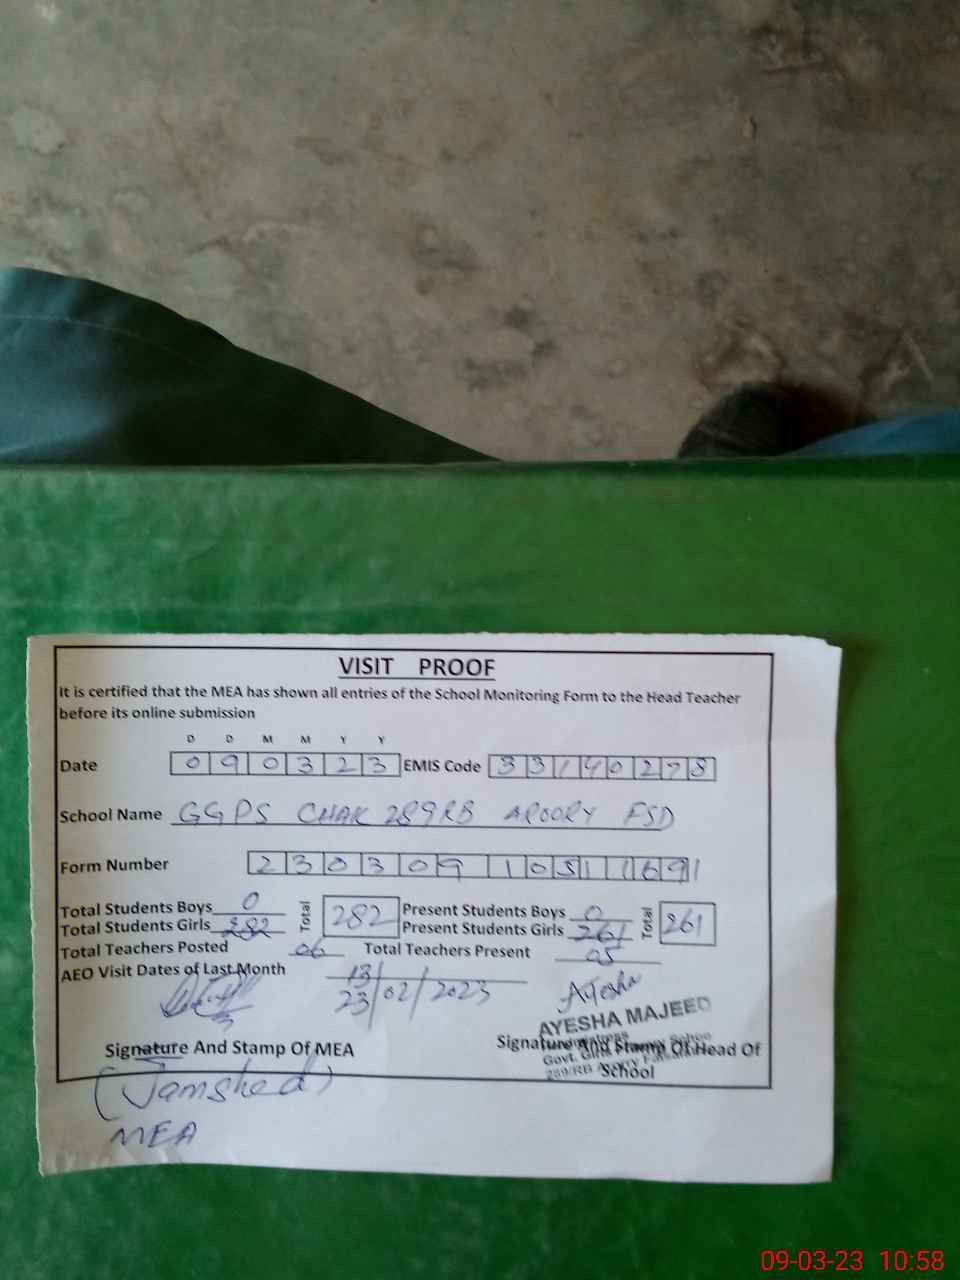 VISIT PROOF
It is certified that the MEA has shown all entries of the School Monitoring Form to the Head Teacher
before its online submission
D D M M Y Y
Date 0 9 0 3 2 3 EMIS Code 3 3 1 4 0 2 7 8
School Name GGPS CHAK 289RB AROORY FSD
Form Number 2 3 0 3 0 9 1 0 5 1 1 6 9 1
Total Students Boys 0 Total 282 Present Students Boys 0 Total 261
Total Students Girls 282 Present Students Girls 261
Total Teachers Posted 06 Total Teachers Present 05
AEO Visit Dates of Last Month 13
23/02/2023
Ayesha
AYESHA MAJEED
Signature And Stamp Of MEA Signature And Stamp Of Head Of
School
Govt. Girls
289/RB
(Jamshed)
MEA
09-03-23 10:58